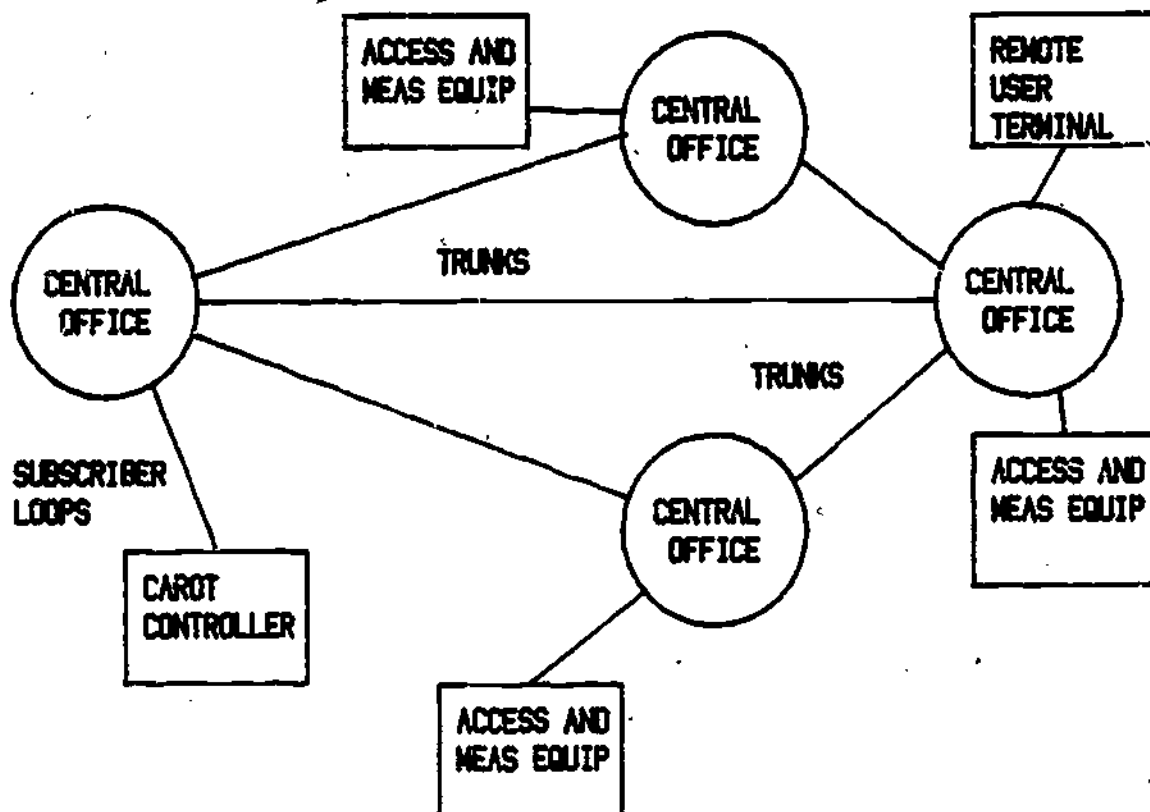 ACCESS AND
MEAS EQUIP
CENTRAL
OFFICE
REMOTE
USER
TERMINAL
CENTRAL
OFFICE
TRUNKS
CENTRAL
OFFICE
TRUNKS
SUBSCRIBER
LOOPS
CENTRAL
OFFICE
ACCESS AND
MEAS EQUIP
CAROT
CONTROLLER
ACCESS AND
MEAS EQUIP